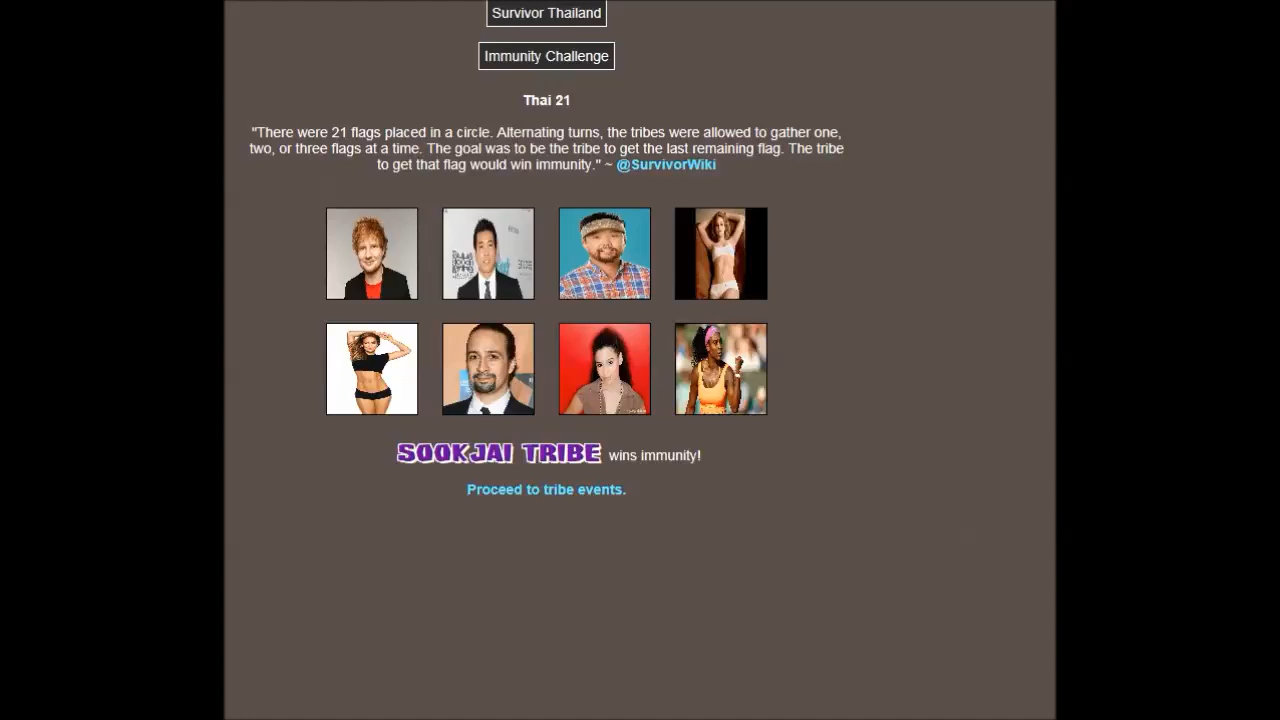 Survivor Thailand
Immunity Challenge
Thai 21
"There were 21 flags placed in a circle. Alternating turns, the tribes were allowed to gather one,
two, or three flags at a time. The goal was to be the tribe to get the last remaining flag. The tribe
to get that flag would win immunity." ~ @SurvivorWiki
SOOK JAI TRIBE wins immunity!
Proceed to tribe events.